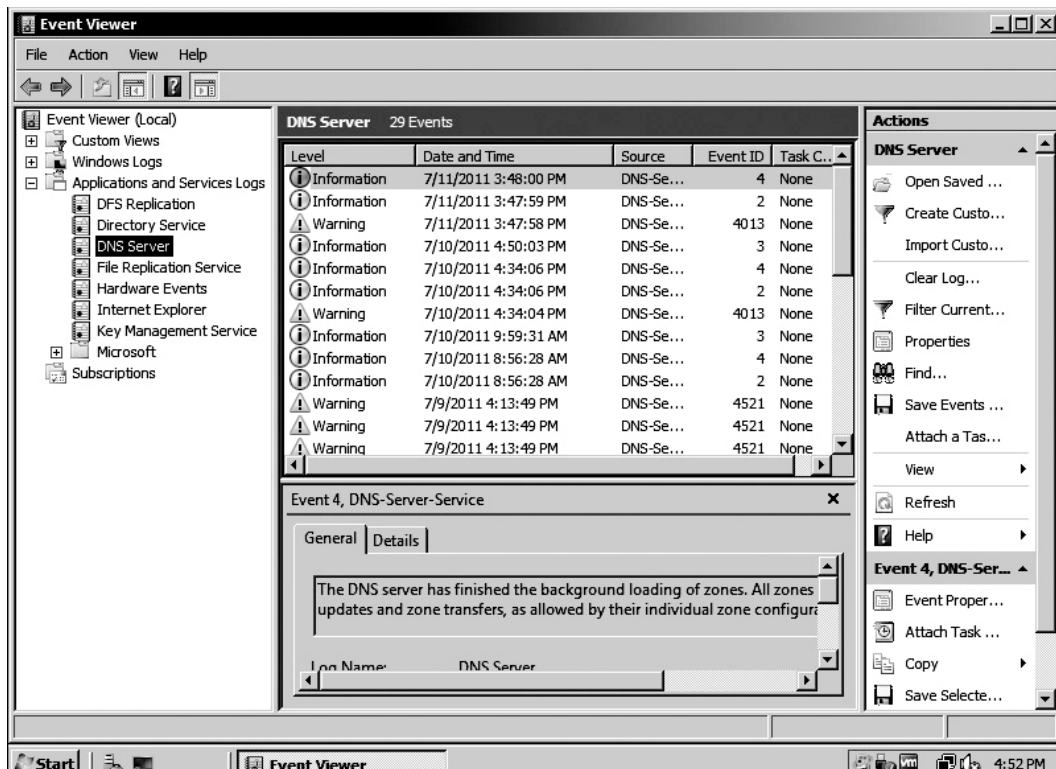 Event Viewer
File Action View Help
Event Viewer (Local)
Custom Views
Windows Logs
Applications and Services Logs
DFS Replication
Directory Service
DNS Server
File Replication Service
Hardware Events
Internet Explorer
Key Management Service
Microsoft
Subscriptions
DNS Server 29 Events
Level Date and Time Source Event ID Task C...
Information 7/11/2011 3:48:00 PM DNS-Se... 4 None
Information 7/11/2011 3:47:59 PM DNS-Se... 2 None
Warning 7/11/2011 3:47:58 PM DNS-Se... 4013 None
Information 7/10/2011 4:50:03 PM DNS-Se... 3 None
Information 7/10/2011 4:34:06 PM DNS-Se... 4 None
Information 7/10/2011 4:34:06 PM DNS-Se... 2 None
Warning 7/10/2011 4:34:04 PM DNS-Se... 4013 None
Information 7/10/2011 9:59:31 AM DNS-Se... 3 None
Information 7/10/2011 8:56:28 AM DNS-Se... 4 None
Information 7/10/2011 8:56:28 AM DNS-Se... 2 None
Warning 7/9/2011 4:13:49 PM DNS-Se... 4521 None
Warning 7/9/2011 4:13:49 PM DNS-Se... 4521 None
Warning 7/9/2011 4:13:49 PM DNS-Se... 4521 None
Event 4, DNS-Server-Service
General Details
The DNS server has finished the background loading of zones. All zones
updates and zone transfers, as allowed by their individual zone configura
Log Name: DNS Server
Actions
DNS Server
Open Saved ...
Create Custo...
Import Custo...
Clear Log...
Filter Current...
Properties
Find...
Save Events ...
Attach a Tas...
View
Refresh
Help
Event 4, DNS-Ser...
Event Proper...
Attach Task ...
Copy
Save Selecte...
Start Event Viewer vm 4:52 PM